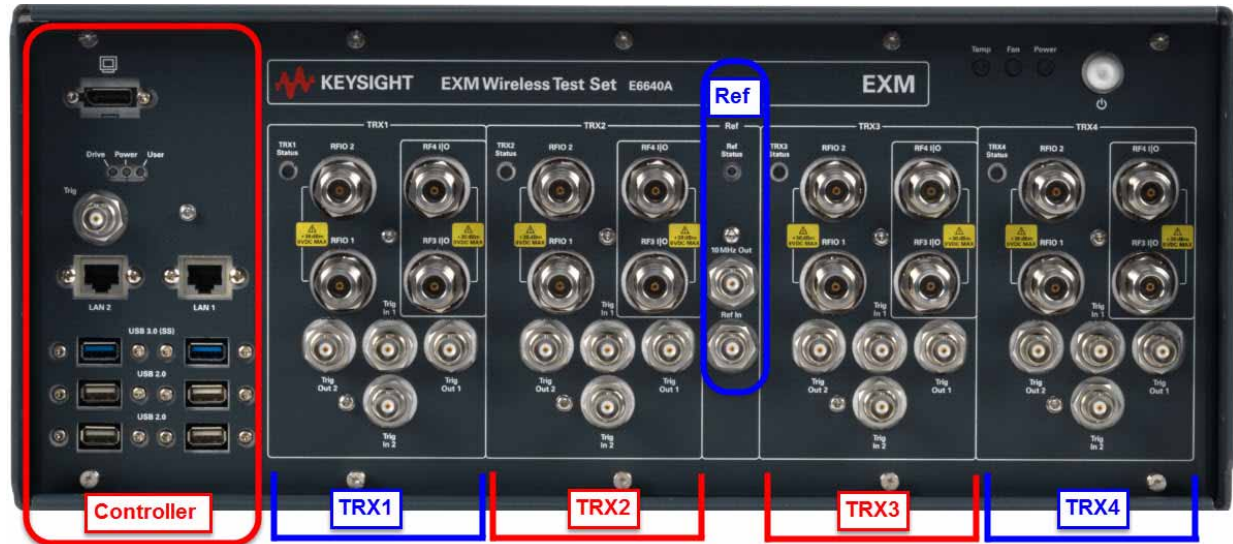 KEYSIGHT EXM Wireless Test Set E6640A EXM
Temp Fan Power
Ref
Drive Power User
Trig
LAN 2 LAN 1
USB 3.0 (SS)
USB 2.0
USB 2.0
Controller
TRX1
TRX1 Status
RFIO 2
RF4 I|O
RFIO 1
RF3 I|O
Trig In 1
Trig Out 2
Trig Out 1
Trig In 2
TRX1
TRX2
TRX2 Status
RFIO 2
RF4 I|O
RFIO 1
RF3 I|O
Trig In 1
Trig Out 2
Trig Out 1
Trig In 2
TRX2
Ref
Ref Status
10 MHz Out
Ref In
TRX3
TRX3 Status
RFIO 2
RF4 I|O
RFIO 1
RF3 I|O
Trig In 1
Trig Out 2
Trig Out 1
Trig In 2
TRX3
TRX4
TRX4 Status
RFIO 2
RF4 I|O
RFIO 1
RF3 I|O
Trig In 1
Trig Out 2
Trig Out 1
Trig In 2
TRX4